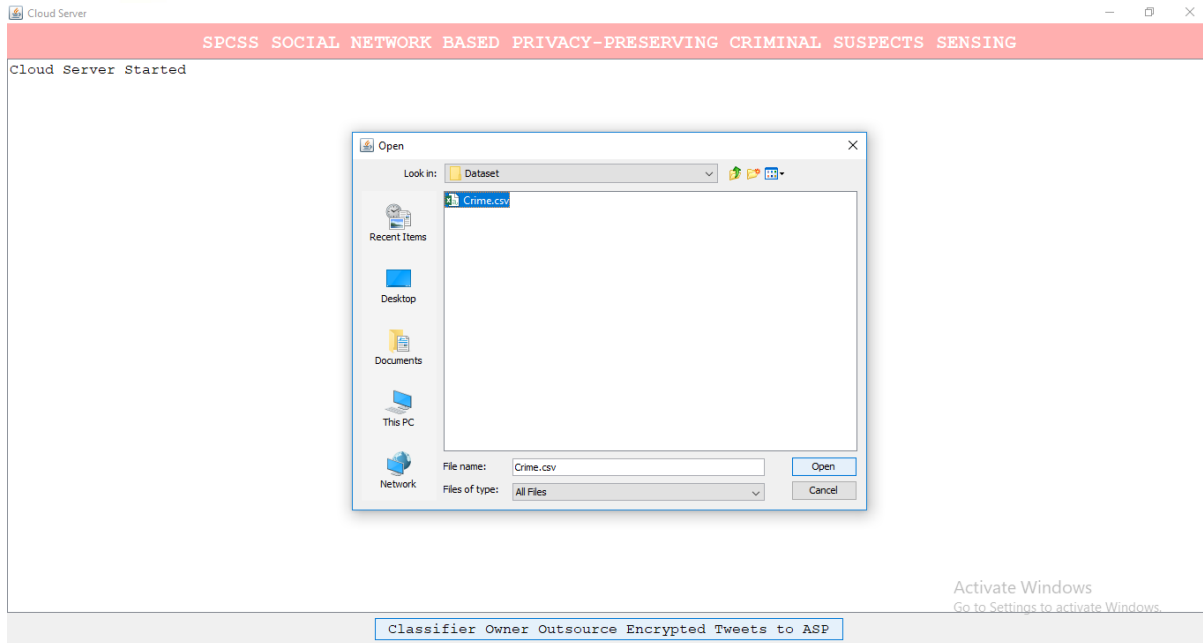 Cloud Server
SPCSS SOCIAL NETWORK BASED PRIVACY-PRESERVING CRIMINAL SUSPECTS SENSING
Cloud Server Started
Open
Look in: Dataset
Crime.csv
Recent Items
Desktop
Documents
This PC
Network
File name: Crime.csv Open
Files of type: All Files Cancel
Activate Windows
Go to Settings to activate Windows.
Classifier Owner Outsource Encrypted Tweets to ASP